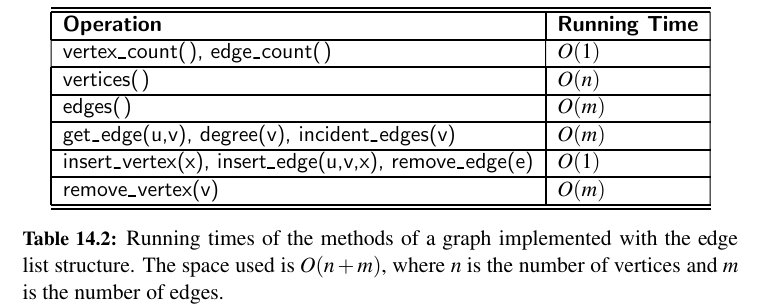 Operation Running Time
vertex_count( ), edge_count( ) O(1)
vertices( ) O(n)
edges( ) O(m)
get_edge(u,v), degree(v), incident_edges(v) O(m)
insert_vertex(x), insert_edge(u,v,x), remove_edge(e) O(1)
remove_vertex(v) O(m)
Table 14.2: Running times of the methods of a graph implemented with the edge
list structure. The space used is O(n+m), where n is the number of vertices and m
is the number of edges.